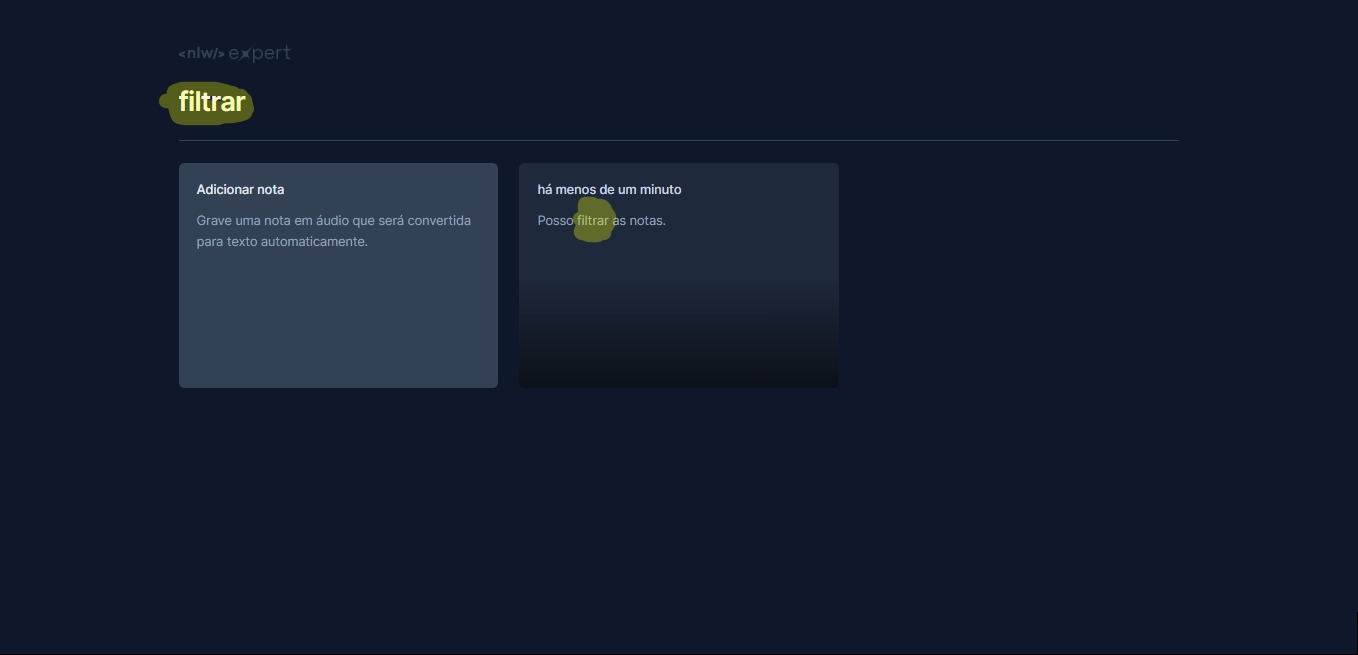 <nlw/> expert
filtrar
Adicionar nota
Grave uma nota em áudio que será convertida
para texto automaticamente.
há menos de um minuto
Posso filtrar as notas.